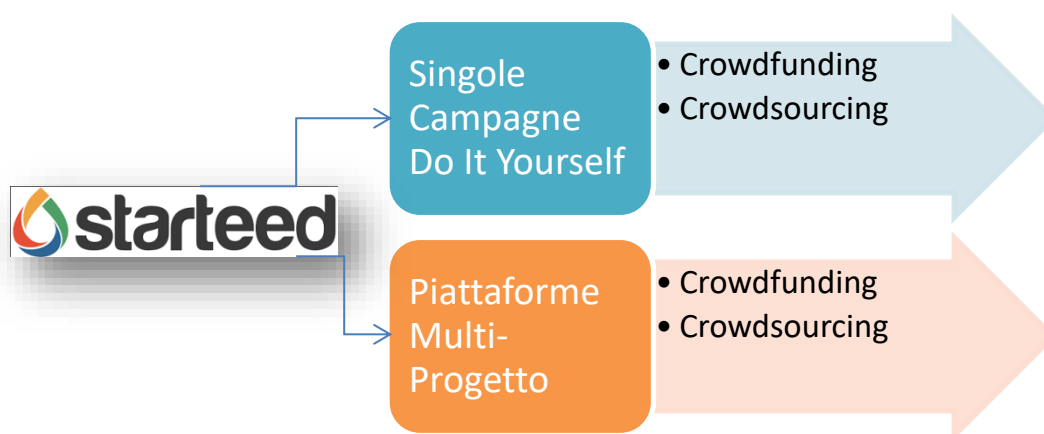 starteed
Singole
Campagne
Do It Yourself
• Crowdfunding
• Crowdsourcing
Piattaforme
Multi-
Progetto
• Crowdfunding
• Crowdsourcing